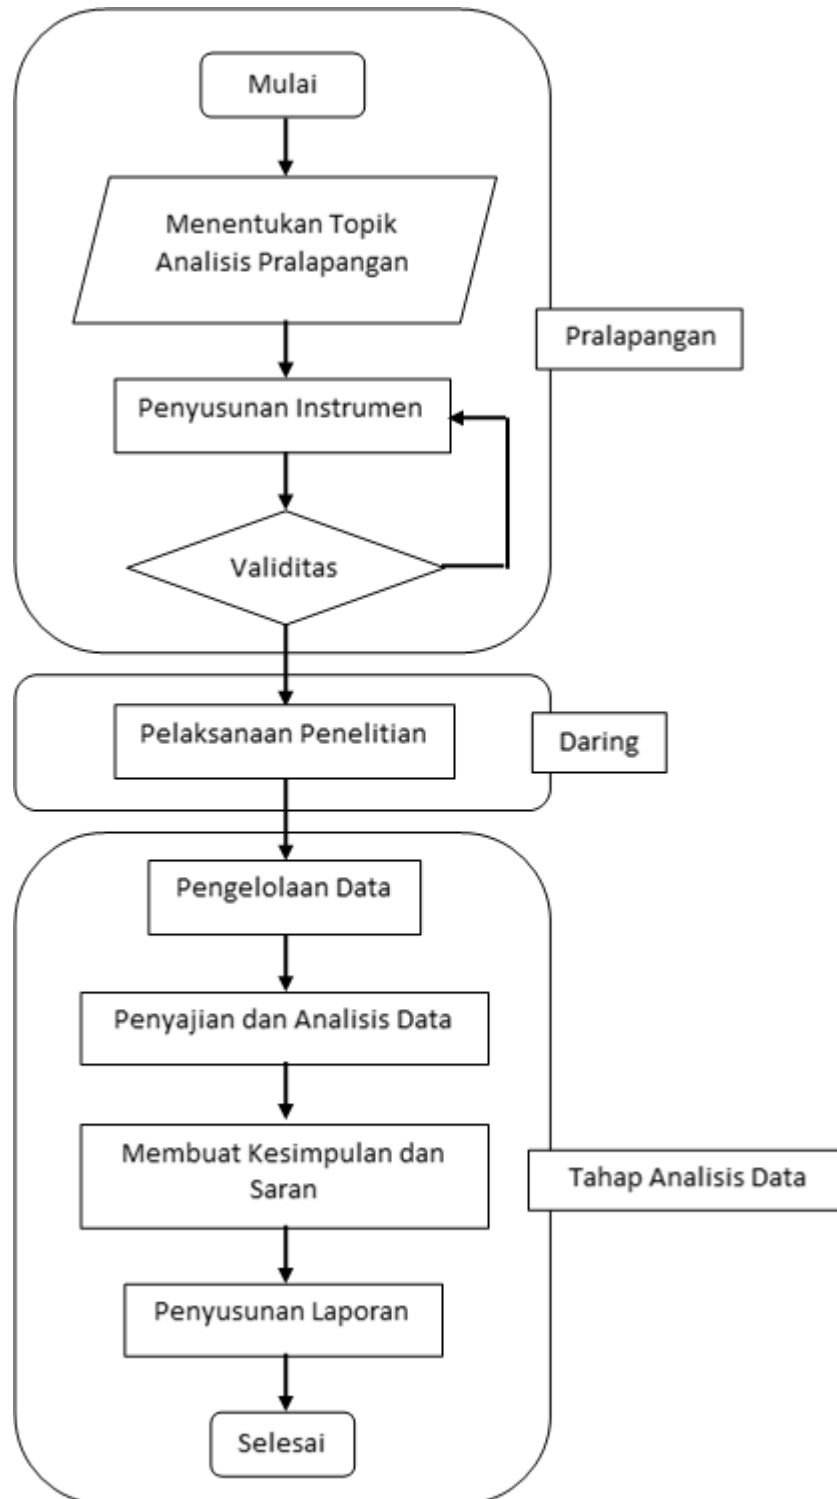 Mulai
Menentukan Topik
Analisis Pralapangan
Pralapangan
Penyusunan Instrumen
Validitas
Pelaksanaan Penelitian
Daring
Pengelolaan Data
Penyajian dan Analisis Data
Membuat Kesimpulan dan
Saran
Tahap Analisis Data
Penyusunan Laporan
Selesai